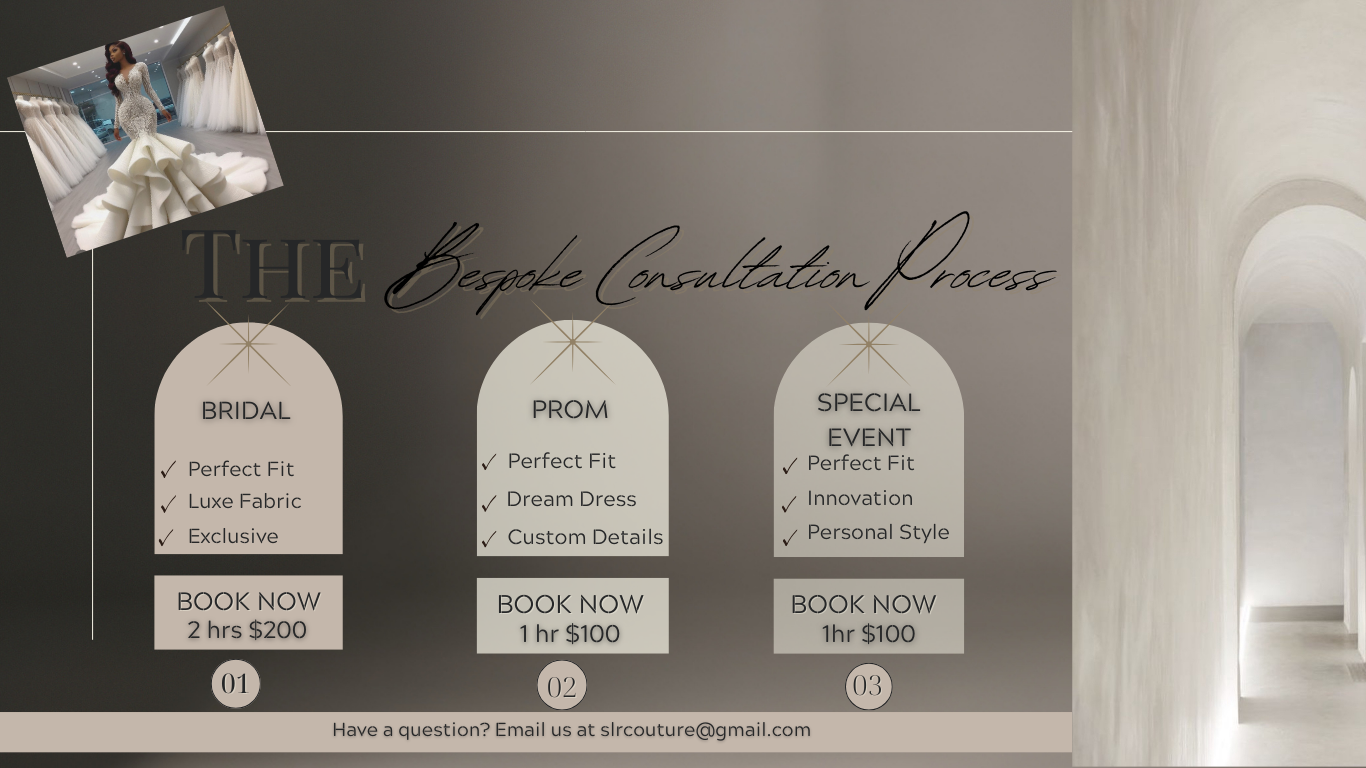 THE Bespoke Consultation Process
BRIDAL
Perfect Fit
Luxe Fabric
Exclusive
BOOK NOW
2 hrs $200
01
PROM
Perfect Fit
Dream Dress
Custom Details
BOOK NOW
1 hr $100
02
SPECIAL
EVENT
Perfect Fit
Innovation
Personal Style
BOOK NOW
1hr $100
03
Have a question? Email us at slrcouture@gmail.com